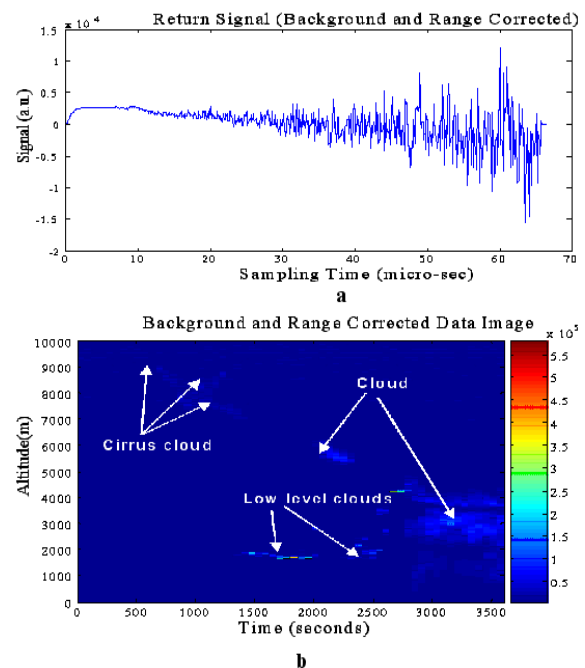 Return Signal (Background and Range Corrected)
x 10^4
1.5
1
0.5
0
-0.5
-1
-1.5
-2
Signal(a.u.)
0 10 20 30 40 50 60 70
Sampling Time (micro-sec)
a
Background and Range Corrected Data Image
x 10^5
10000
9000
8000
7000
6000
5000
4000
3000
2000
1000
0
Altitude(m)
Cirrus cloud
Cloud
Low level clouds
5.5
5
4.5
4
3.5
3
2.5
2
1.5
1
0.5
0 500 1000 1500 2000 2500 3000 3500
Time (seconds)
b